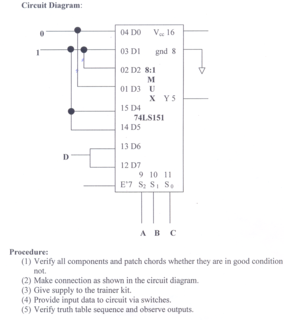 Circuit Diagram:
0
04 D0 Vcc 16
1
03 D1 gnd 8
02 D2 8:1
M
01 D3 U
X Y 5
15 D4
74LS151
14 D5
13 D6
D
12 D7
9 10 11
E'7 S2 S1 S0
A B C
Procedure:
(1) Verify all components and patch chords whether they are in good condition
not.
(2) Make connection as shown in the circuit diagram.
(3) Give supply to the trainer kit.
(4) Provide input data to circuit via switches.
(5) Verify truth table sequence and observe outputs.